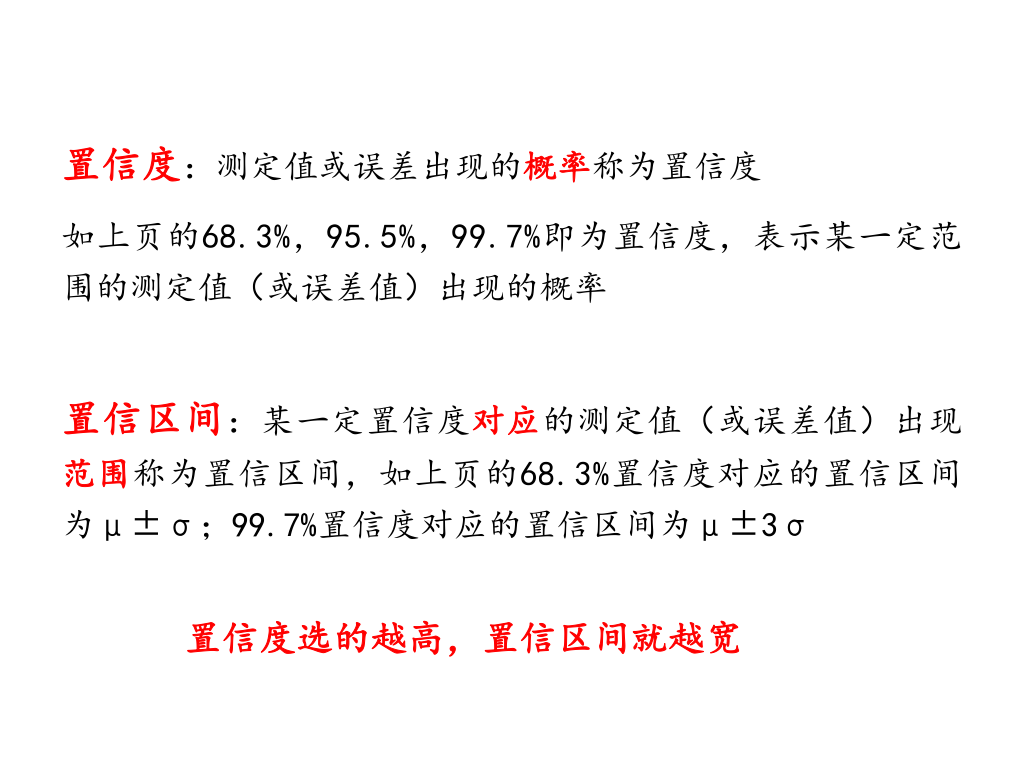 置信度：测定值或误差出现的概率称为置信度
如上页的68.3%，95.5%，99.7%即为置信度，表示某一定范
围的测定值（或误差值）出现的概率
置信区间：某一定置信度对应的测定值（或误差值）出现
范围称为置信区间，如上页的68.3%置信度对应的置信区间
为μ±σ；99.7%置信度对应的置信区间为μ±3σ
置信度选的越高，置信区间就越宽